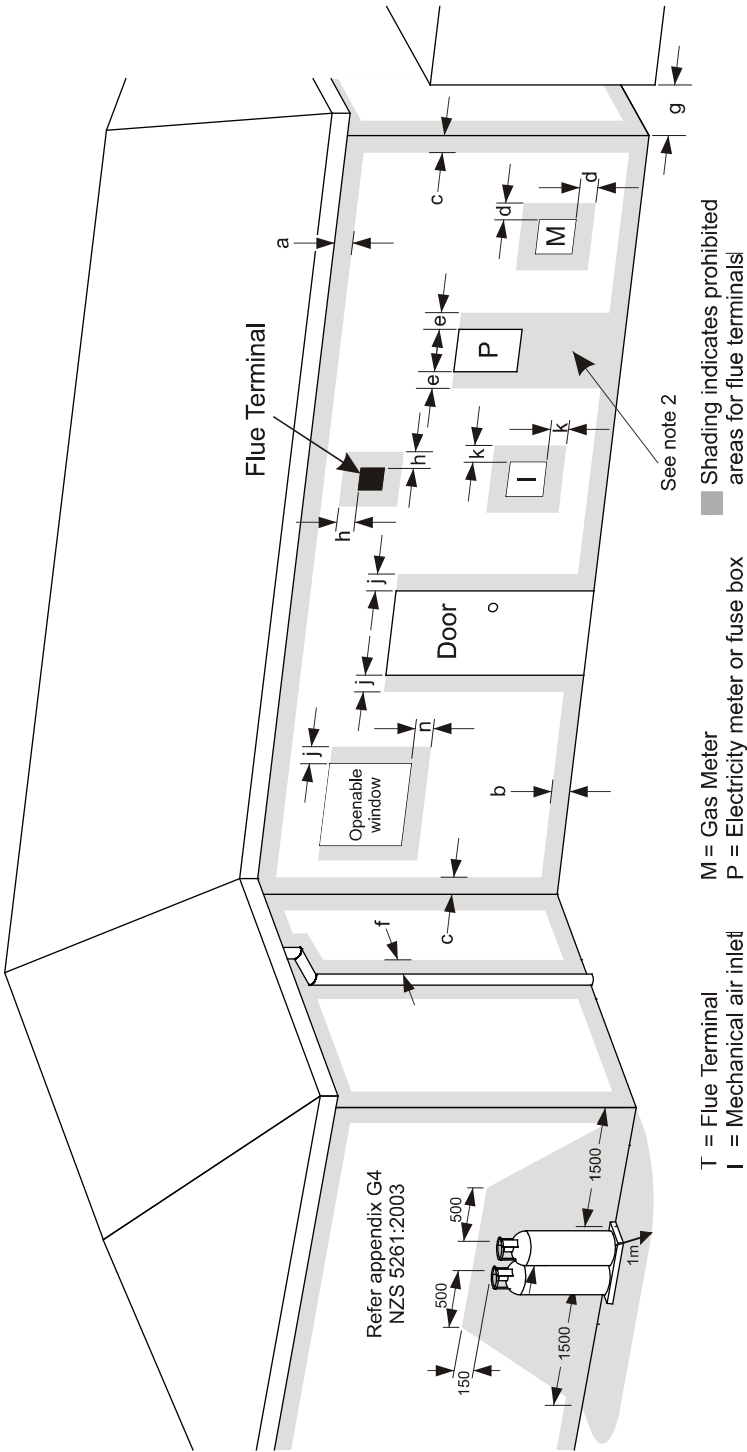 a
Flue Terminal
g
c
d
d
M
h
h
e
e
P
j
j
k
k
I
j
n
Openable
window
Door
See note 2
b
f
c
Refer appendix G4
NZS 5261:2003
500
500
150
1500
1500
1m
T = Flue Terminal
I = Mechanical air inlet
M = Gas Meter
P = Electricity meter or fuse box
Shading indicates prohibited
areas for flue terminals